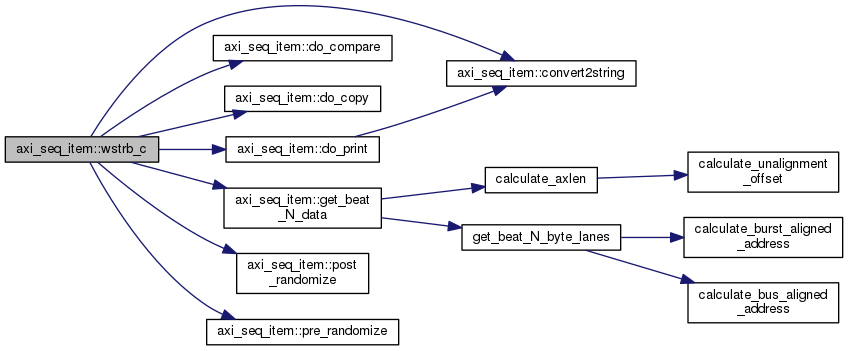 axi_seq_item::wstrb_c
axi_seq_item::do_compare
axi_seq_item::convert2string
axi_seq_item::do_copy
axi_seq_item::do_print
axi_seq_item::get_beat
_N_data
calculate_axlen
calculate_unalignment
_offset
get_beat_N_byte_lanes
calculate_burst_aligned
_address
calculate_bus_aligned
_address
axi_seq_item::post
_randomize
axi_seq_item::pre_randomize